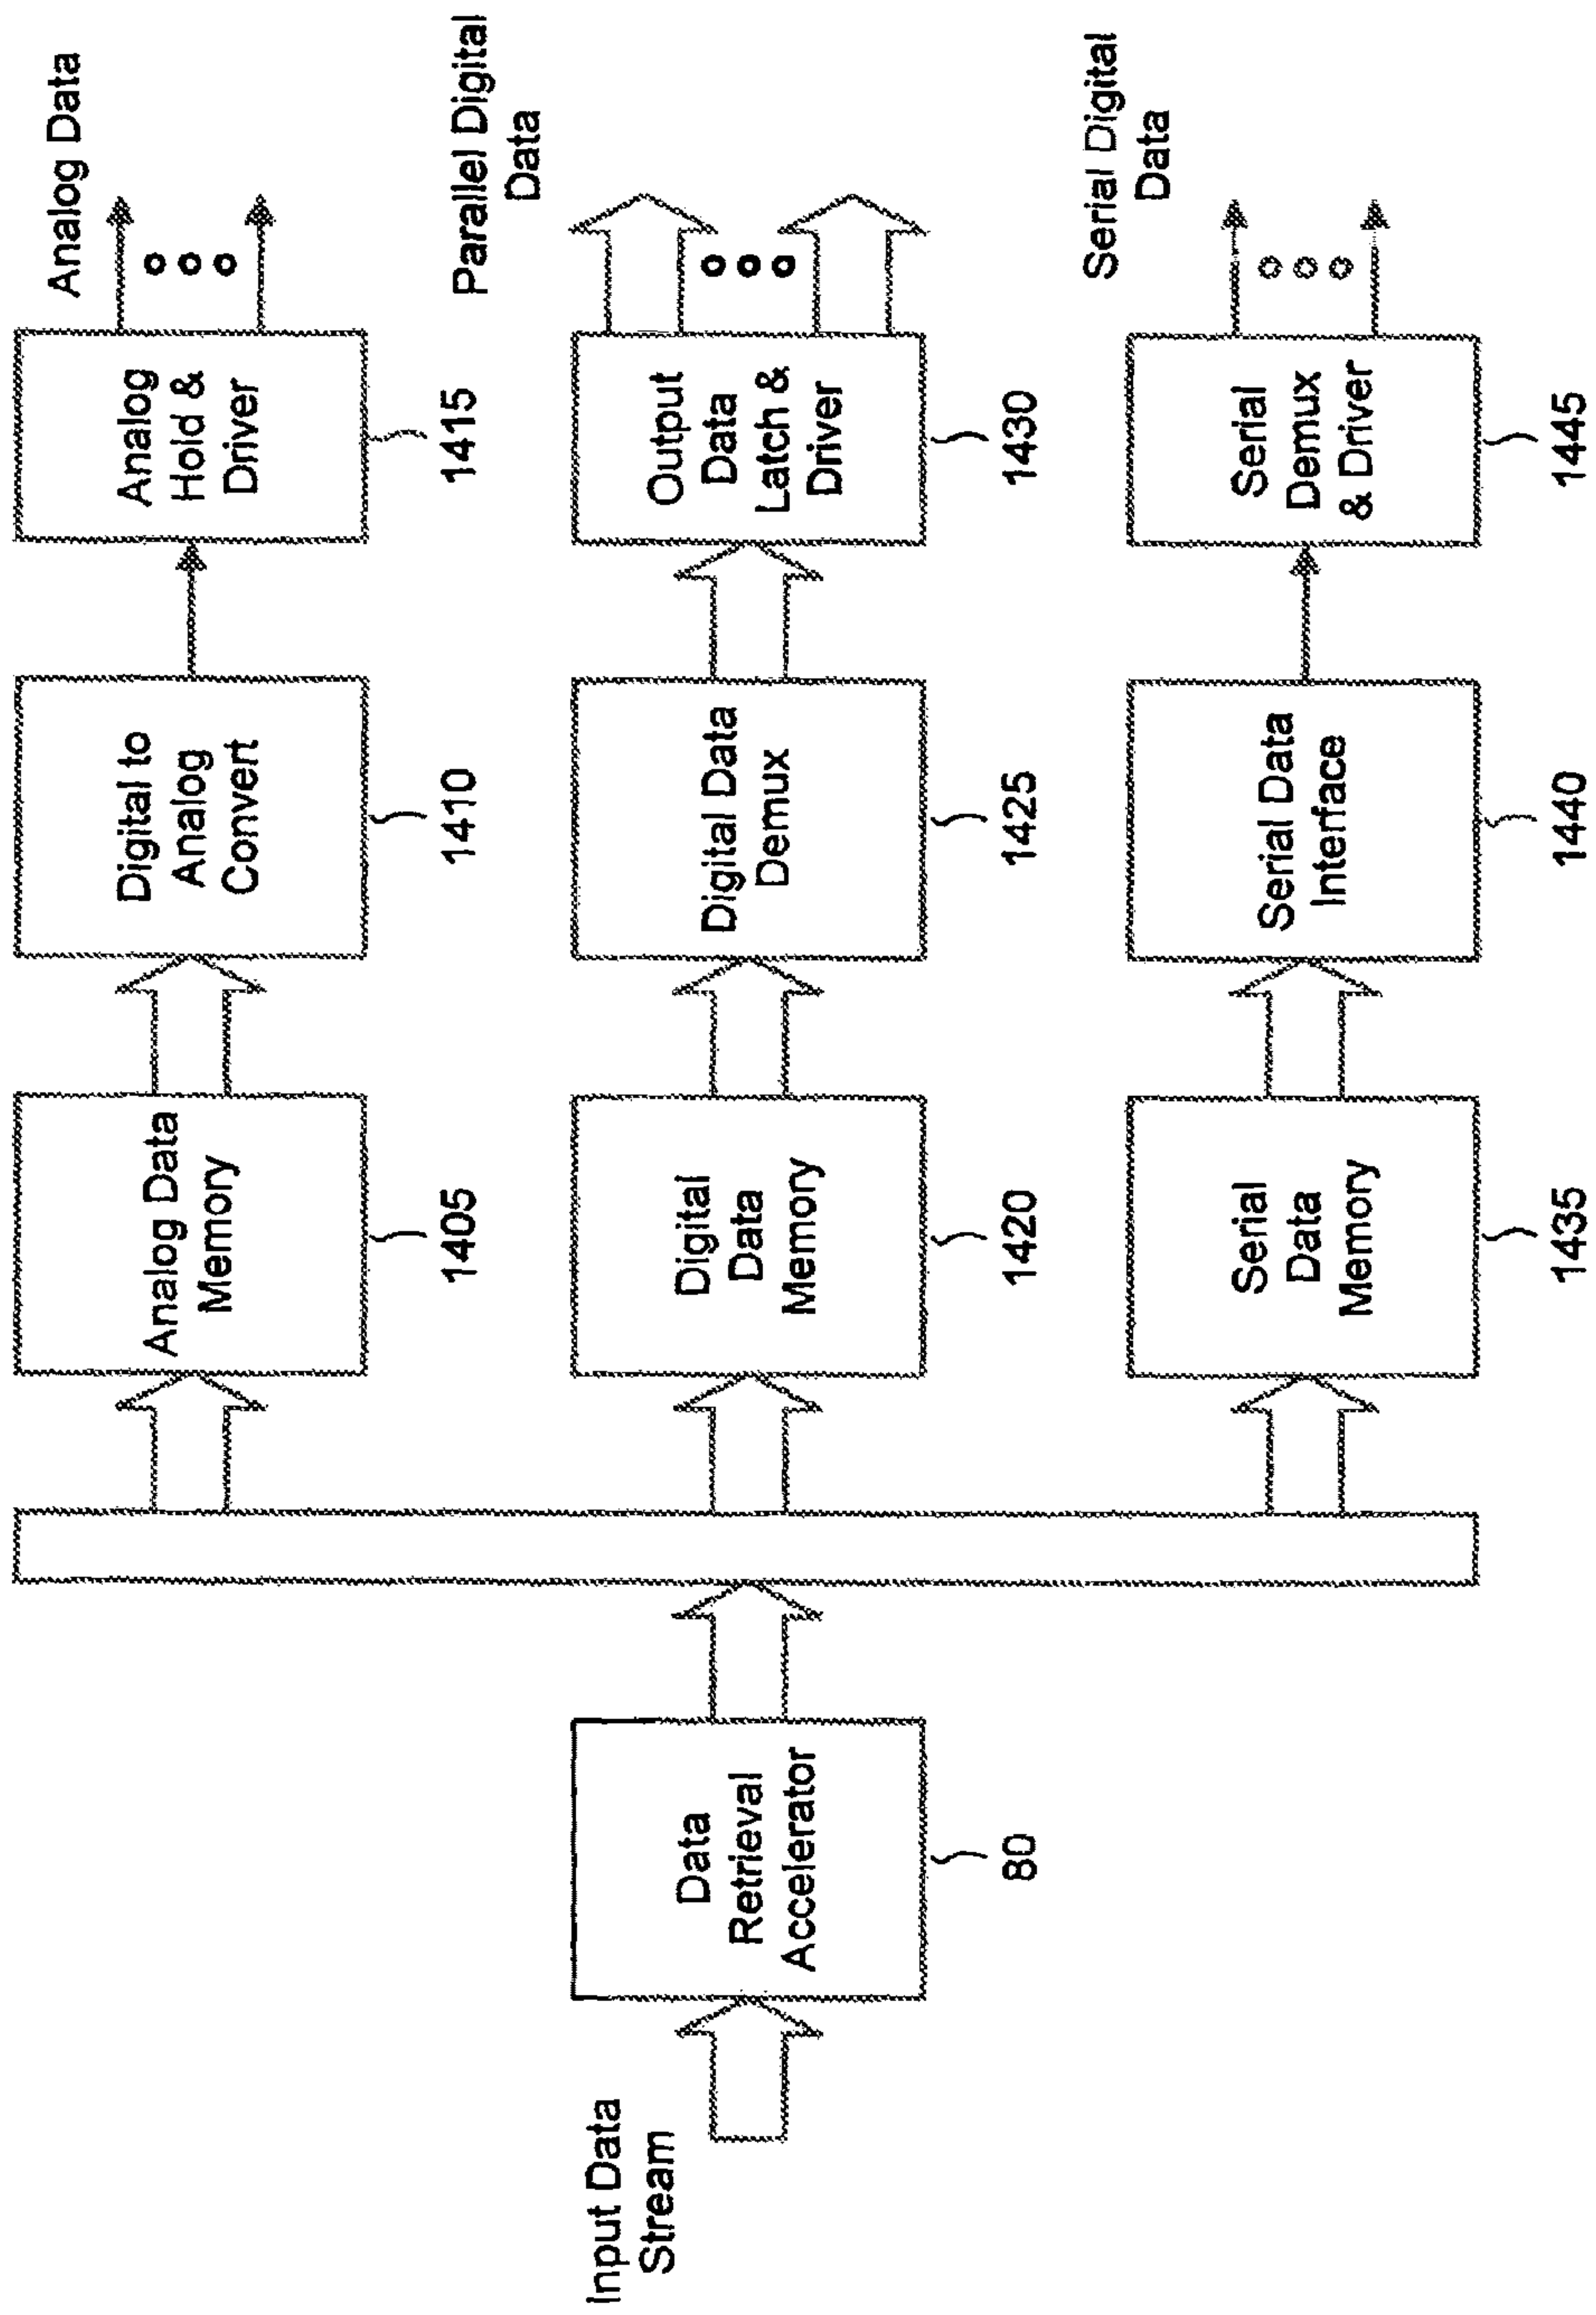 Input Data
Stream
Data
Retrieval
Accelerator
80
Analog Data
Memory
1405
Digital to
Analog
Convert
1410
Analog
Hold &
Driver
1415
Analog Data
Digital
Data
Memory
1420
Digital Data
Demux
1425
Output
Data
Latch &
Driver
1430
Parallel Digital
Data
Serial
Data
Memory
1435
Serial Data
Interface
1440
Serial
Demux
& Driver
1445
Serial Digital
Data